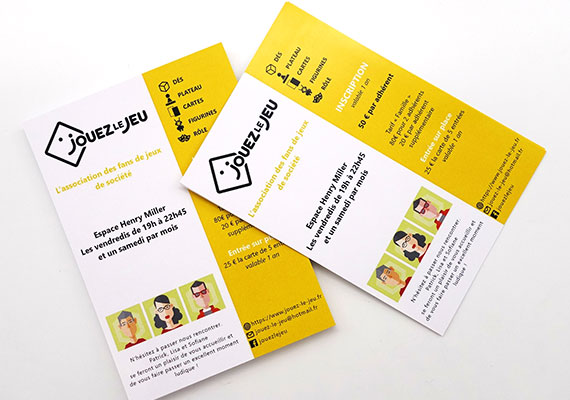 JOUEZ LE JEU
L'association des fans de jeux
de société
Espace Henry Miller
Les vendredis de 19h à 22h45
et un samedi par mois
N'hésitez à passer nous rencontrer.
Patrick, Lisa et Sofiane
se feront un plaisir de vous accueillir et
de vous faire passer un excellent moment
ludique !
DÉS
PLATEAU
CARTES
FIGURINES
RÔLE
80€ pour 2
20 € par
supplém
Entrée sur pla
25 € la carte de 5 en
valable 1 an
https://www.jouez-le-jeu.fr
jouez-le-jeu@hotmail.fr
jouezlejeu
JOUEZ LE JEU
L'association des fans de jeux
de société
Espace Henry Miller
Les vendredis de 19h à 22h45
et un samedi par mois
N'hésitez à passer nous rencontrer.
Patrick, Lisa et Sofiane
se feront un plaisir de vous accueillir et
de vous faire passer un excellent moment
ludique !
DÉS
PLATEAU
CARTES
FIGURINES
RÔLE
INSCRIPTION
valable 1 an
50 € par adhérent
Tarif « Famille »
80€ pour 2 adhérents
20 € par adhérent
supplémentaire
Entrée sur place
25 € la carte de 5 entrées
valable 1 an
https://www.jouez-le-jeu.fr
jouez-le-jeu@hotmail.fr
jouezlejeu